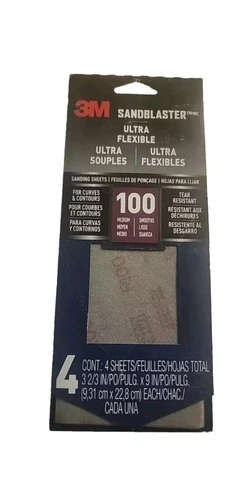 3M SANDBLASTER
ULTRA
FLEXIBLE
ULTRA
SOUPLES
ULTRA
FLEXIBLES
SANDING SHEETS | FEUILLES DE PONÇAGE | HOJAS PARA LIJAR
FOR CURVES
& CONTOURS
POUR COURBES
ET CONTOURS
PARA CURVAS
Y CONTORNOS
100
MEDIUM
MOYEN
MEDIO
SMOOTHS
LISSE
SUAVIZA
TEAR
RESISTANT
RÉSISTANT AUX
DÉCHIRURES
RESISTENTE AL
DESGARRO
4
CONT.: 4 SHEETS/FEUILLES/HOJAS TOTAL
3 2/3 IN/PO/PULG. x 9 IN/PO/PULG.
(9,31 cm x 22,8 cm) EACH/CHAC./
CADA UNA